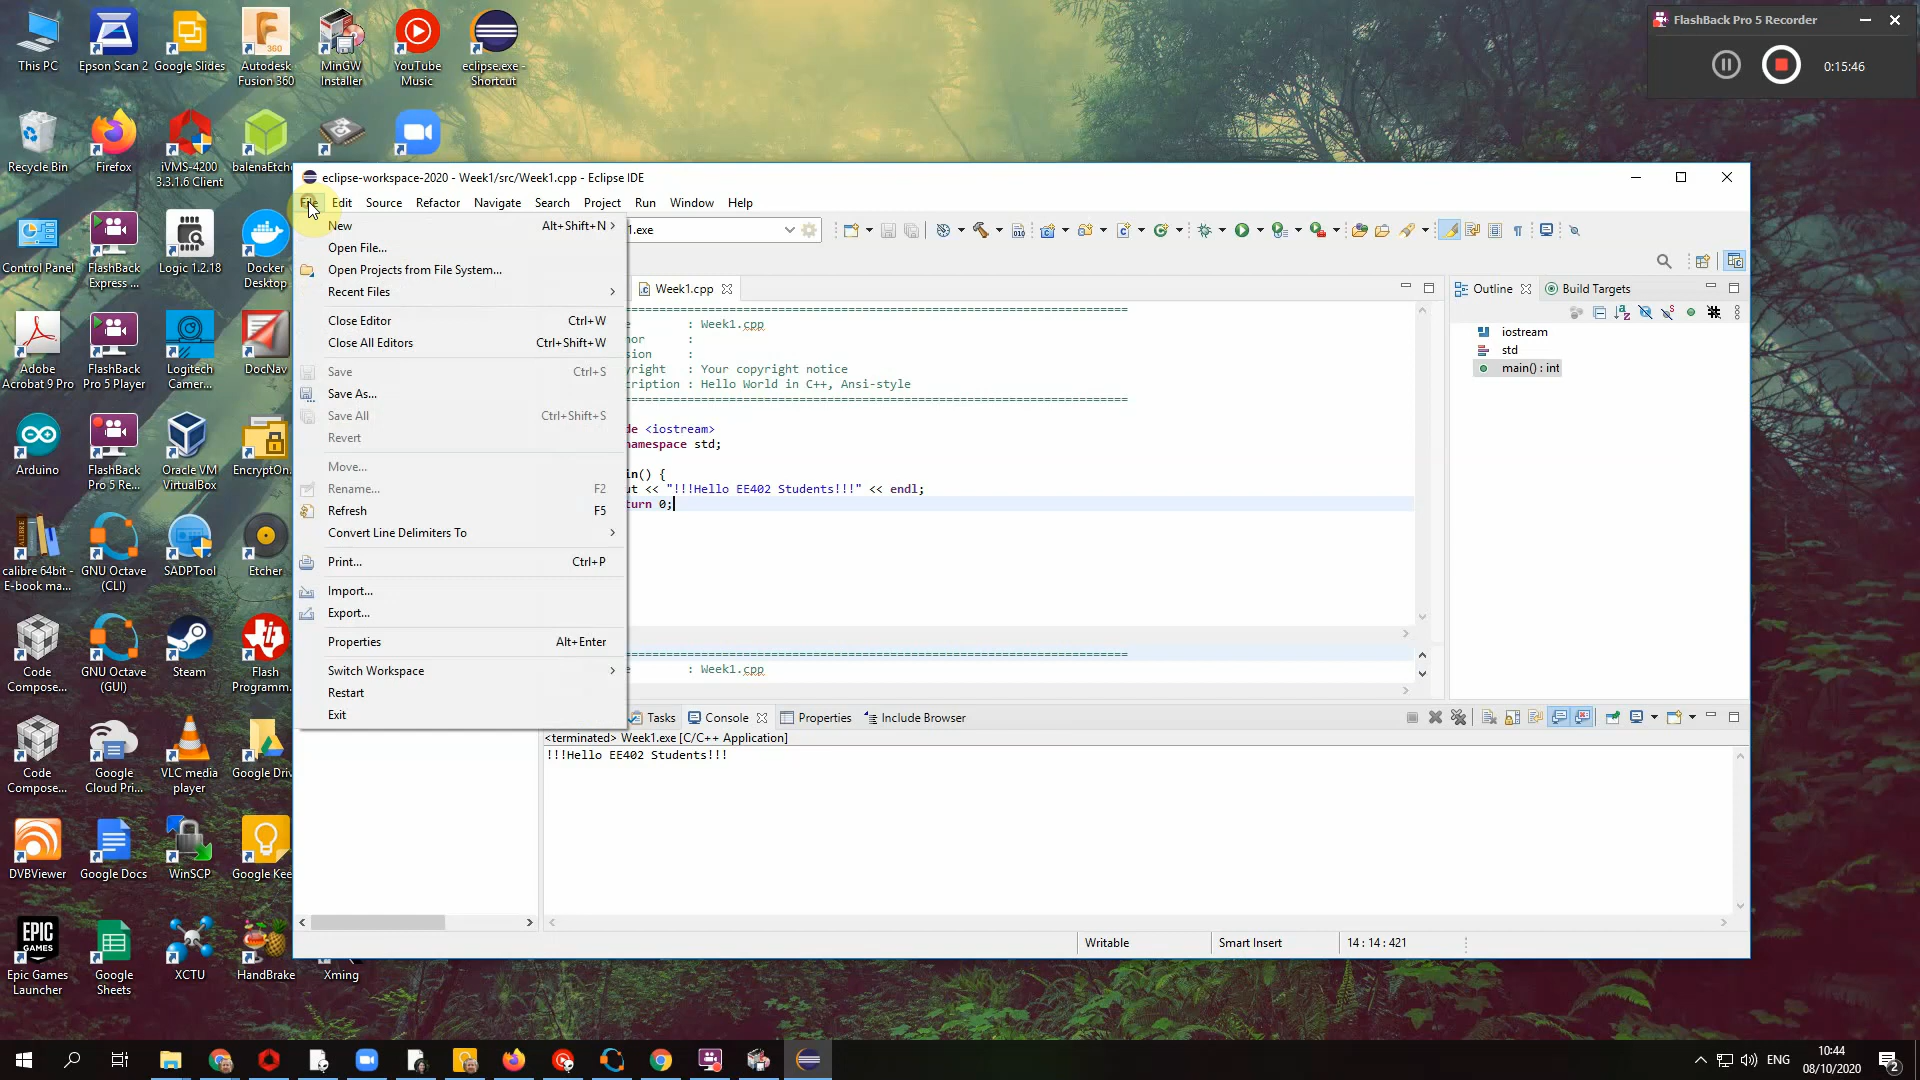 This PC
Epson Scan 2
Google Slides
Autodesk Fusion 360
MinGW Installer
YouTube Music
eclipse.exe - Shortcut
Recycle Bin
Firefox
iVMS-4200 3.3.1.6 Client
balenaEtch
Control Panel
FlashBack Express ...
Logic 1.2.18
Docker Desktop
Adobe Acrobat 9 Pro
FlashBack Pro 5 Player
Logitech Camer...
DocNav
Arduino
FlashBack Pro 5 Re...
Oracle VM VirtualBox
EncryptOn
calibre 64bit - E-book ma...
GNU Octave (CLI)
SADPTool
Etcher
Code Compose...
GNU Octave (GUI)
Steam
Flash Programm.
Code Compose...
Google Cloud Pri...
VLC media player
Google Driv
DVBViewer
Google Docs
WinSCP
Google Kee
EPIC GAMES
Epic Games Launcher
Google Sheets
XCTU
HandBrake
Xming
FlashBack Pro 5 Recorder
0:15:46
eclipse-workspace-2020 - Week1/src/Week1.cpp - Eclipse IDE
File Edit Source Refactor Navigate Search Project Run Window Help
New Alt+Shift+N
Open File...
Open Projects from File System...
Recent Files
Close Editor Ctrl+W
Close All Editors Ctrl+Shift+W
Save Ctrl+S
Save As...
Save All Ctrl+Shift+S
Revert
Move...
Rename... F2
Refresh F5
Convert Line Delimiters To
Print... Ctrl+P
Import...
Export...
Properties Alt+Enter
Switch Workspace
Restart
Exit
1.exe
Week1.cpp
==========
e : Week1.cpp
or :
sion :
yright : Your copyright notice
cription : Hello World in C++, Ansi-style
==========
de <iostream>
namespace std;
in() {
ut << "!!!Hello EE402 Students!!!" << endl;
turn 0;
==========
e : Week1.cpp
Outline
Build Targets
iostream
std
main() : int
Tasks
Console
Properties
Include Browser
<terminated> Week1.exe [C/C++ Application]
!!!Hello EE402 Students!!!
Writable
Smart Insert
14 : 14 : 421
ENG
10:44
08/10/2020
2